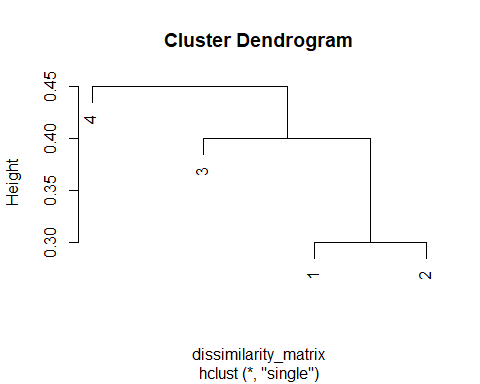 Cluster Dendrogram
Height
0.45
0.40
0.35
0.30
4
3
1
2
dissimilarity_matrix
hclust (*, "single")